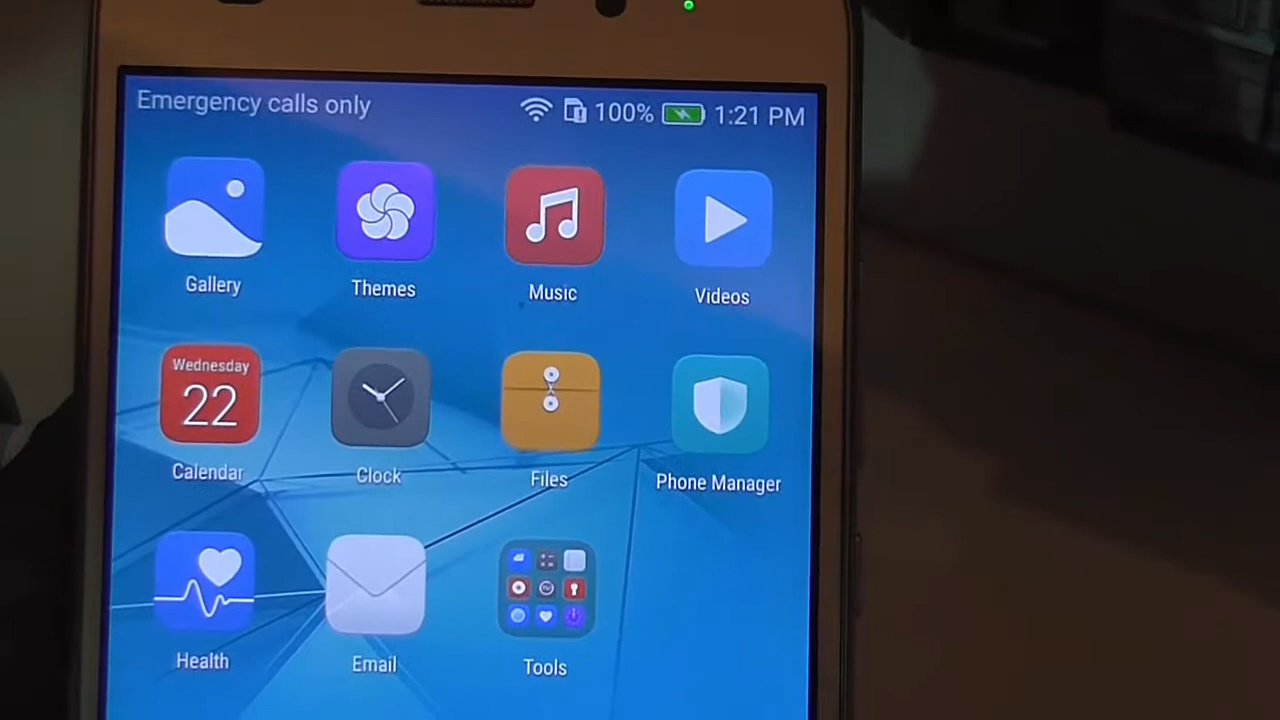 Emergency calls only 100% 1:21 PM
Gallery Themes Music Videos
Wednesday
22
Calendar Clock Files Phone Manager
Health Email Tools